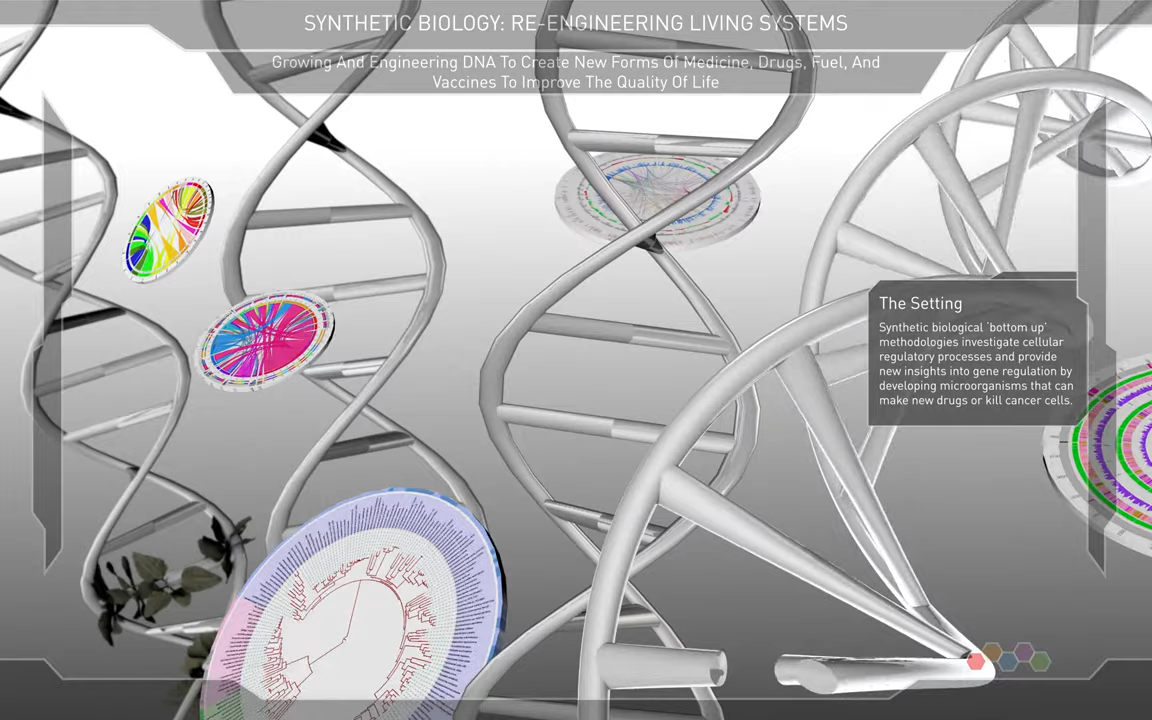 SYNTHETIC BIOLOGY: RE-ENGINEERING LIVING SYSTEMS
Growing And Engineering DNA To Create New Forms Of Medicine, Drugs, Fuel, And
Vaccines To Improve The Quality Of Life
The Setting
Synthetic biological 'bottom up'
methodologies investigate cellular
regulatory processes and provide
new insights into gene regulation by
developing microorganisms that can
make new drugs or kill cancer cells.